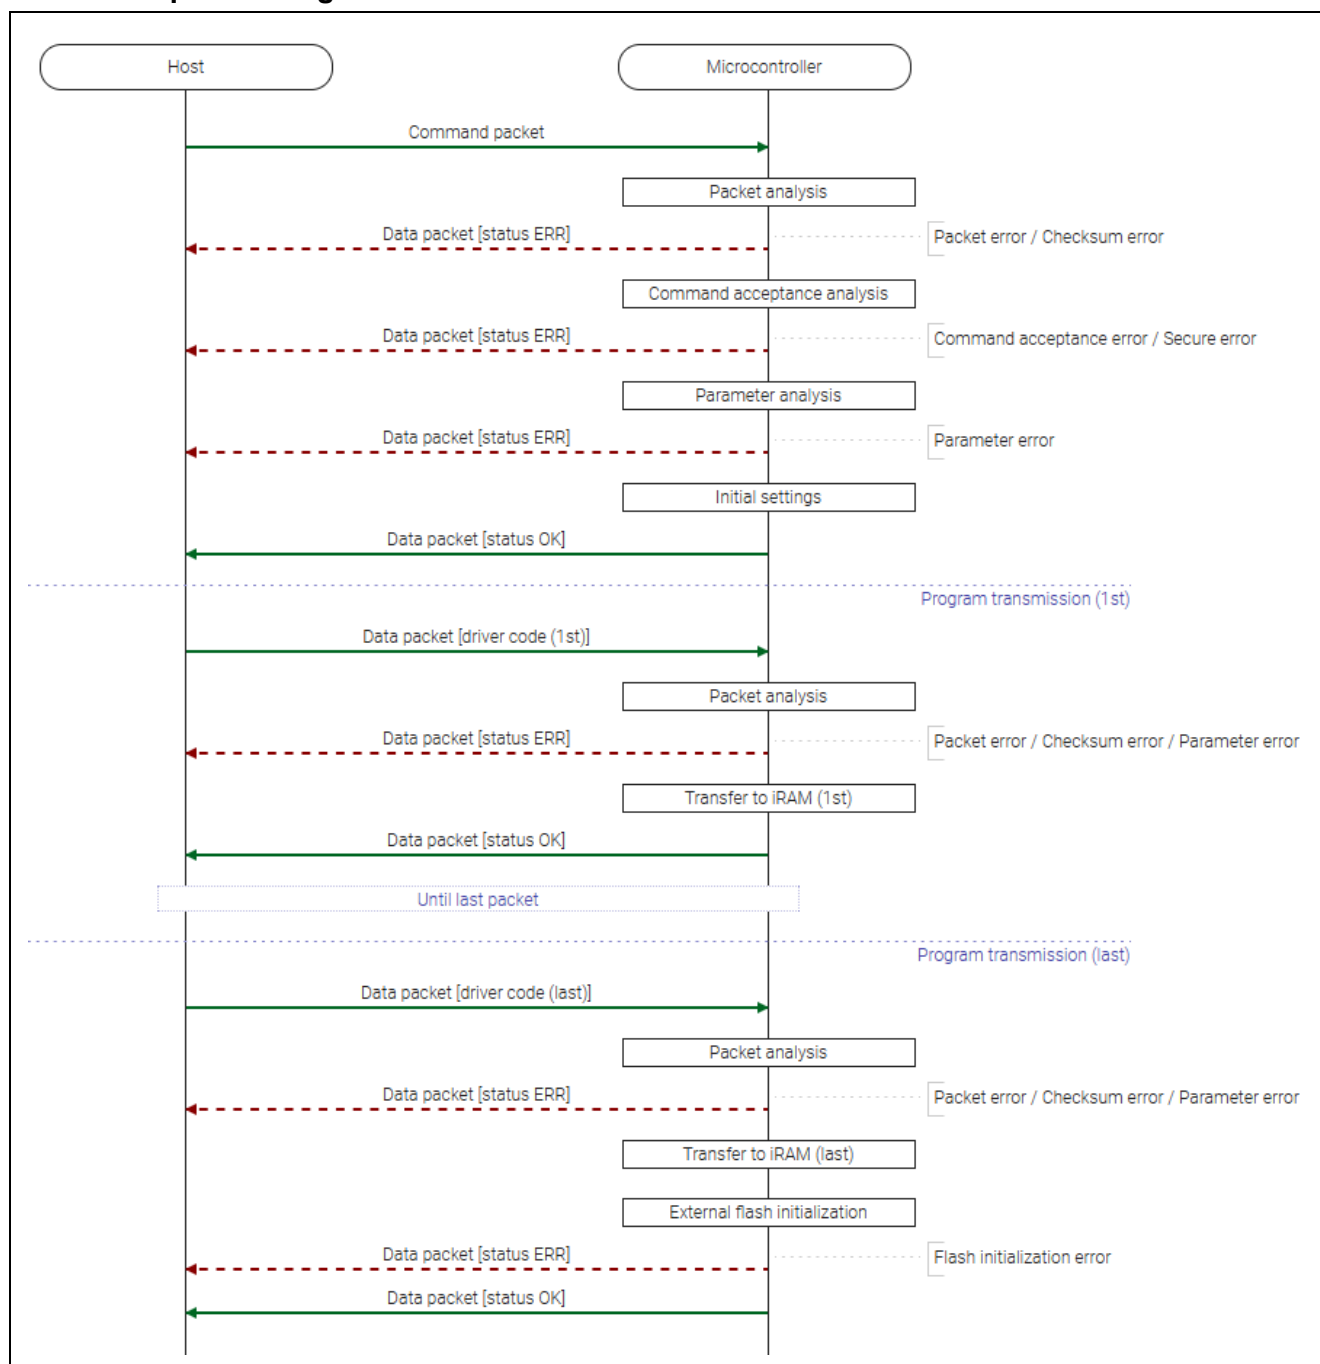 Host
Microcontroller
Command packet
Packet analysis
Data packet [status ERR]
Packet error / Checksum error
Command acceptance analysis
Data packet [status ERR]
Command acceptance error / Secure error
Parameter analysis
Data packet [status ERR]
Parameter error
Initial settings
Data packet [status OK]
Program transmission (1st)
Data packet [driver code (1st)]
Packet analysis
Data packet [status ERR]
Packet error / Checksum error / Parameter error
Transfer to iRAM (1st)
Data packet [status OK]
Until last packet
Program transmission (last)
Data packet [driver code (last)]
Packet analysis
Data packet [status ERR]
Packet error / Checksum error / Parameter error
Transfer to iRAM (last)
External flash initialization
Data packet [status ERR]
Flash initialization error
Data packet [status OK]